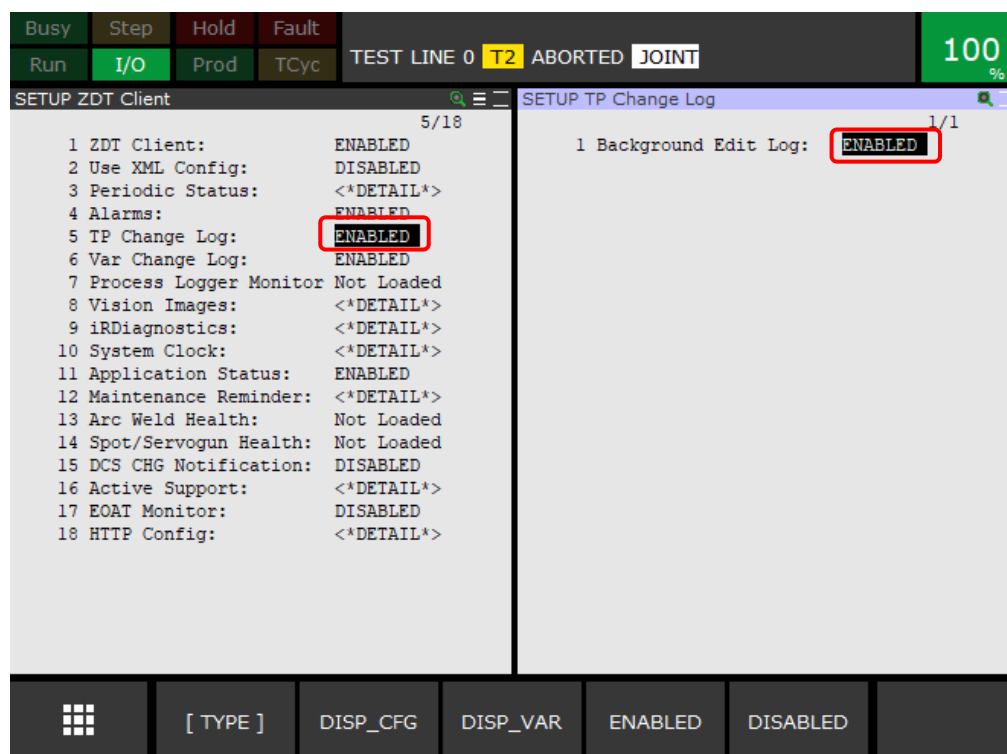 Busy Step Hold Fault
Run I/O Prod TCyc
TEST LINE 0 T2 ABORTED JOINT
100 %
SETUP ZDT Client
5/18
1 ZDT Client: ENABLED
2 Use XML Config: DISABLED
3 Periodic Status: <*DETAIL*>
4 Alarms: ENABLED
5 TP Change Log: ENABLED
6 Var Change Log: ENABLED
7 Process Logger Monitor Not Loaded
8 Vision Images: <*DETAIL*>
9 iRDiagnostics: <*DETAIL*>
10 System Clock: <*DETAIL*>
11 Application Status: ENABLED
12 Maintenance Reminder: <*DETAIL*>
13 Arc Weld Health: Not Loaded
14 Spot/Servogun Health: Not Loaded
15 DCS CHG Notification: DISABLED
16 Active Support: <*DETAIL*>
17 EOAT Monitor: DISABLED
18 HTTP Config: <*DETAIL*>
SETUP TP Change Log
1/1
1 Background Edit Log: ENABLED
[ TYPE ] DISP_CFG DISP_VAR ENABLED DISABLED